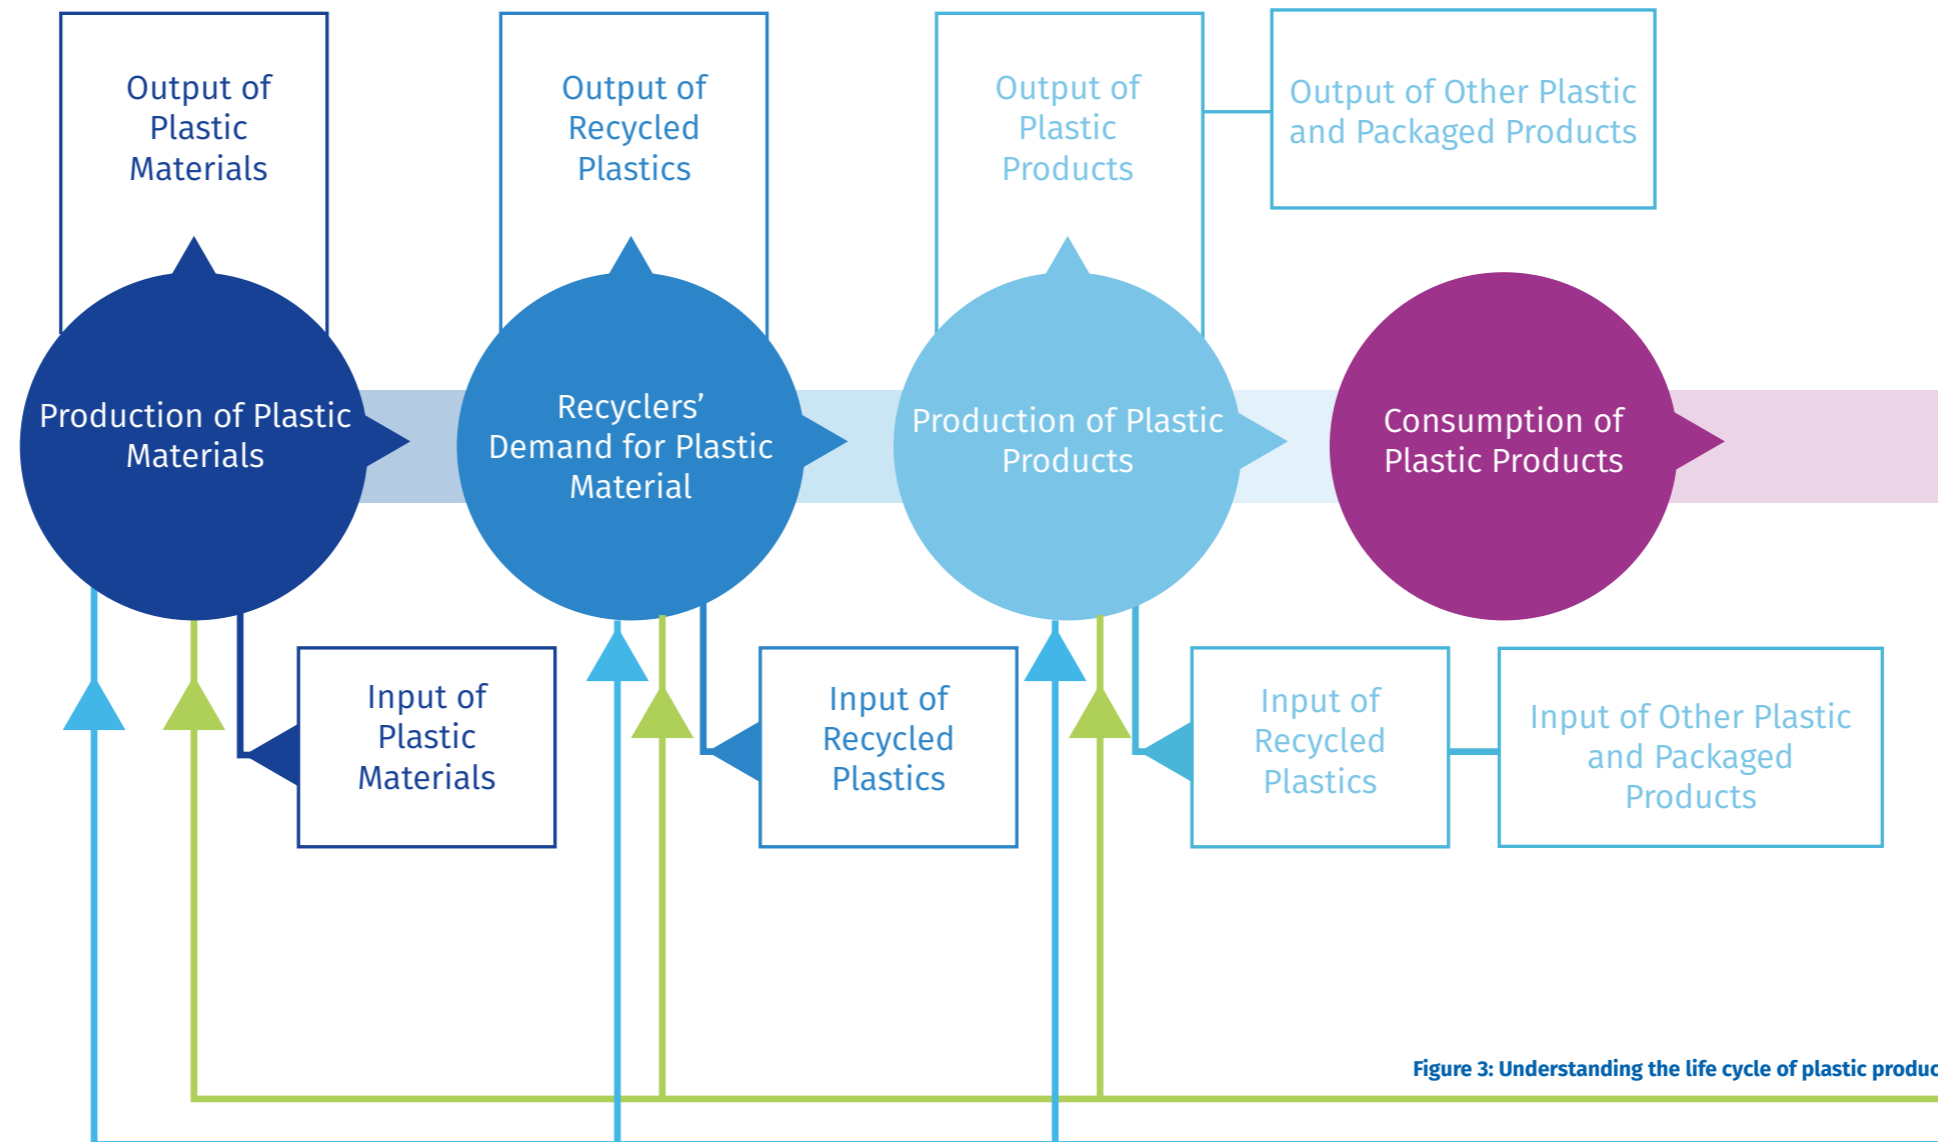 Output of
Plastic
Materials
Output of
Recycled
Plastics
Output of
Plastic
Products
Output of Other Plastic
and Packaged Products
Production of Plastic
Materials
Recyclers’
Demand for Plastic
Material
Production of Plastic
Products
Consumption of
Plastic Products
Input of
Plastic
Materials
Input of
Recycled
Plastics
Input of
Recycled
Plastics
Input of Other Plastic
and Packaged
Products
Figure 3: Understanding the life cycle of plastic produc